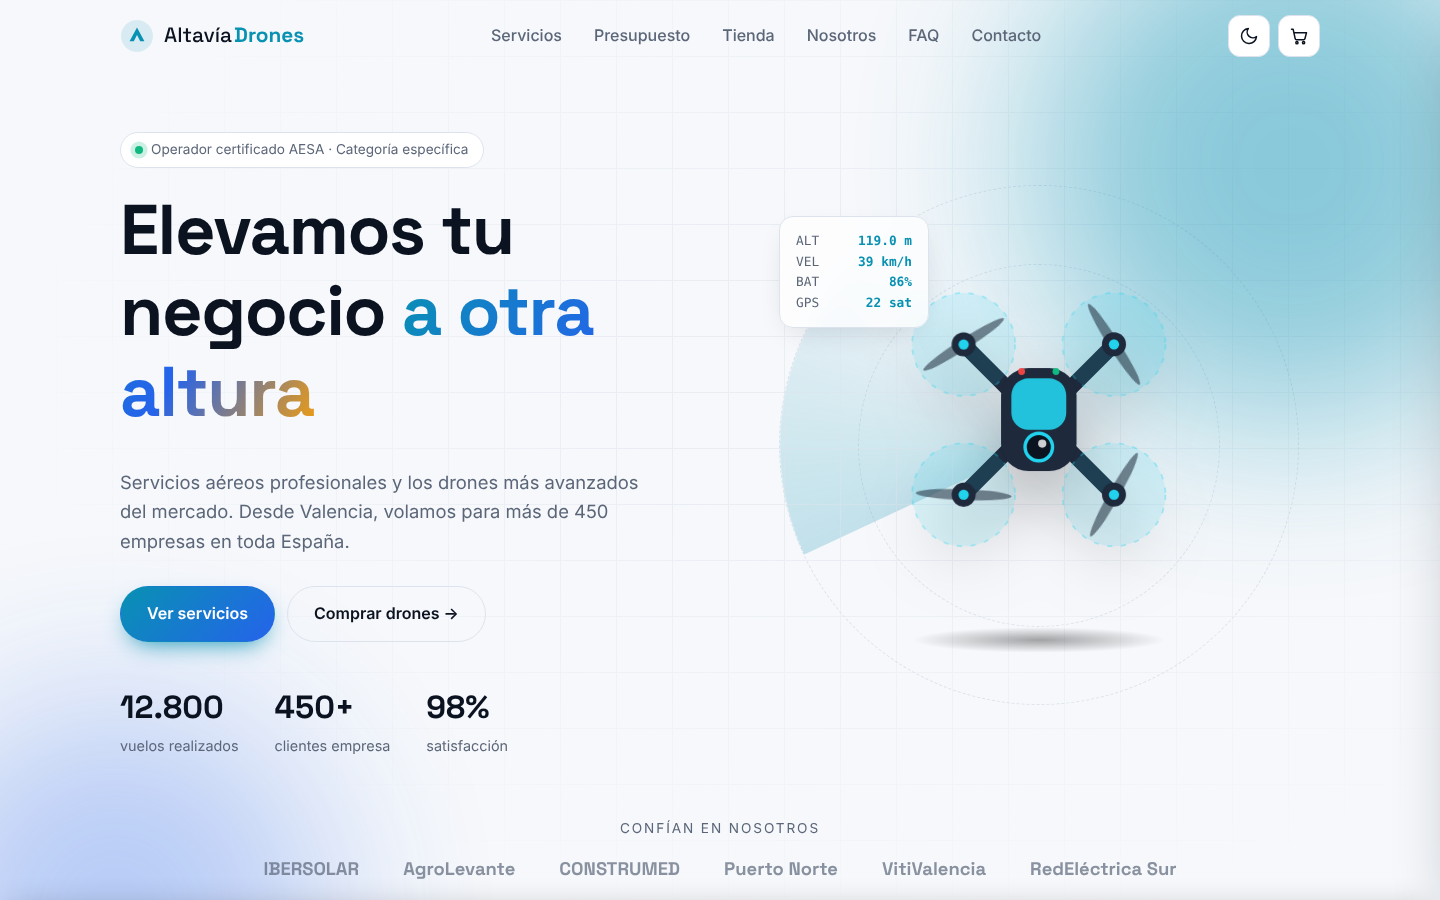 AltavíaDrones
Servicios Presupuesto Tienda Nosotros FAQ Contacto
Operador certificado AESA · Categoría específica
Elevamos tu
negocio a otra
altura
Servicios aéreos profesionales y los drones más avanzados
del mercado. Desde Valencia, volamos para más de 450
empresas en toda España.
Ver servicios
Comprar drones →
12.800
vuelos realizados
450+
clientes empresa
98%
satisfacción
ALT 119.0 m
VEL 39 km/h
BAT 86%
GPS 22 sat
CONFÍAN EN NOSOTROS
IBERSOLAR AgroLevante CONSTRUMED Puerto Norte VitiValencia RedEléctrica Sur